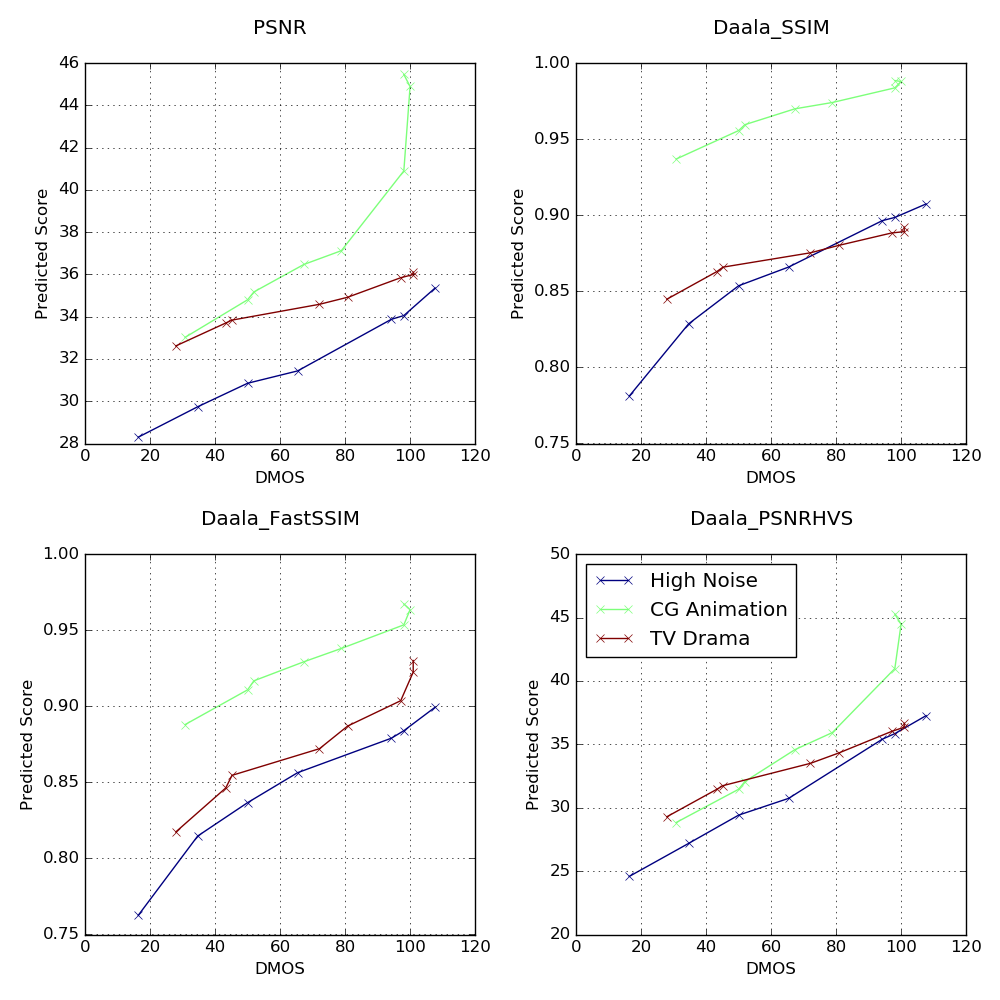 PSNR
46
44
42
40
38
36
34
32
30
28
Predicted Score
0 20 40 60 80 100 120
DMOS
Daala_SSIM
1.00
0.95
0.90
0.85
0.80
0.75
Predicted Score
0 20 40 60 80 100 120
DMOS
Daala_FastSSIM
1.00
0.95
0.90
0.85
0.80
0.75
Predicted Score
0 20 40 60 80 100 120
DMOS
Daala_PSNRHVS
50
45
40
35
30
25
20
Predicted Score
High Noise
CG Animation
TV Drama
0 20 40 60 80 100 120
DMOS